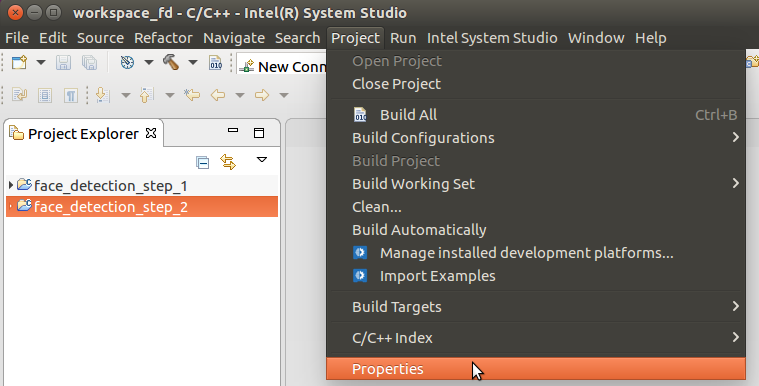 workspace_fd - C/C++ - Intel(R) System Studio
File Edit Source Refactor Navigate Search Project Run Intel System Studio Window Help
New Conn
Open Project
Close Project
Build All Ctrl+B
Build Configurations
Build Project
Build Working Set
Clean...
Build Automatically
Manage installed development platforms...
Import Examples
Build Targets
C/C++ Index
Properties
Project Explorer
face_detection_step_1
face_detection_step_2